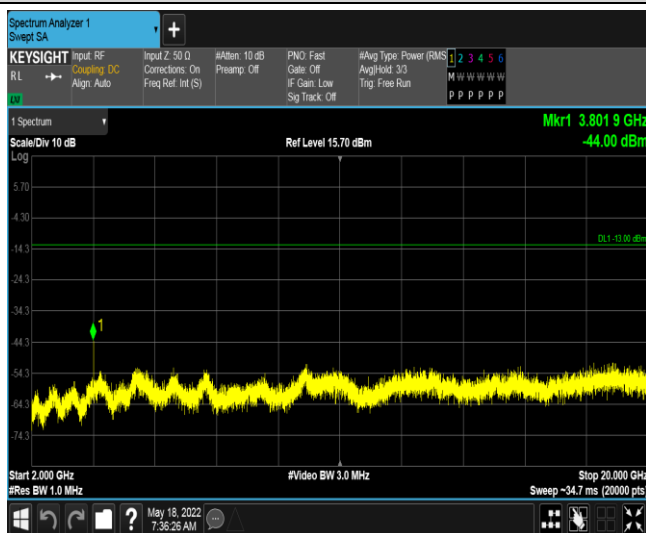 Spectrum Analyzer 1
Swept SA
+
KEYSIGHT
RL
Input: RF
Coupling: DC
Align: Auto
Input Z: 50 Ω
Corrections: On
Freq Ref: Int (S)
#Atten: 10 dB
Preamp: Off
PNO: Fast
Gate: Off
IF Gain: Low
Sig Track: Off
#Avg Type: Power (RMS
Avg|Hold: 3/3
Trig: Free Run
1 2 3 4 5 6
M W W W W W
P P P P P P
1 Spectrum
Mkr1 3.801 9 GHz
Scale/Div 10 dB
Ref Level 15.70 dBm
-44.00 dBm
Log
5.70
-4.30
DL1 -13.00 dBm
-14.3
-24.3
-34.3
1
-44.3
-54.3
-64.3
-74.3
Start 2.000 GHz
#Video BW 3.0 MHz
Stop 20.000 GHz
#Res BW 1.0 MHz
Sweep ~34.7 ms (20000 pts)
?
May 18, 2022
7:36:26 AM